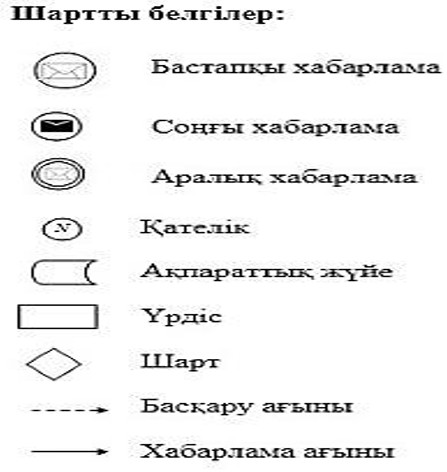 Шартты белгілер:
Бастапқы хабарлама
Соңғы хабарлама
Аралық хабарлама
N Қателік
Ақпараттық жүйе
Үрдіс
Шарт
Басқару ағыны
Хабарлама ағыны